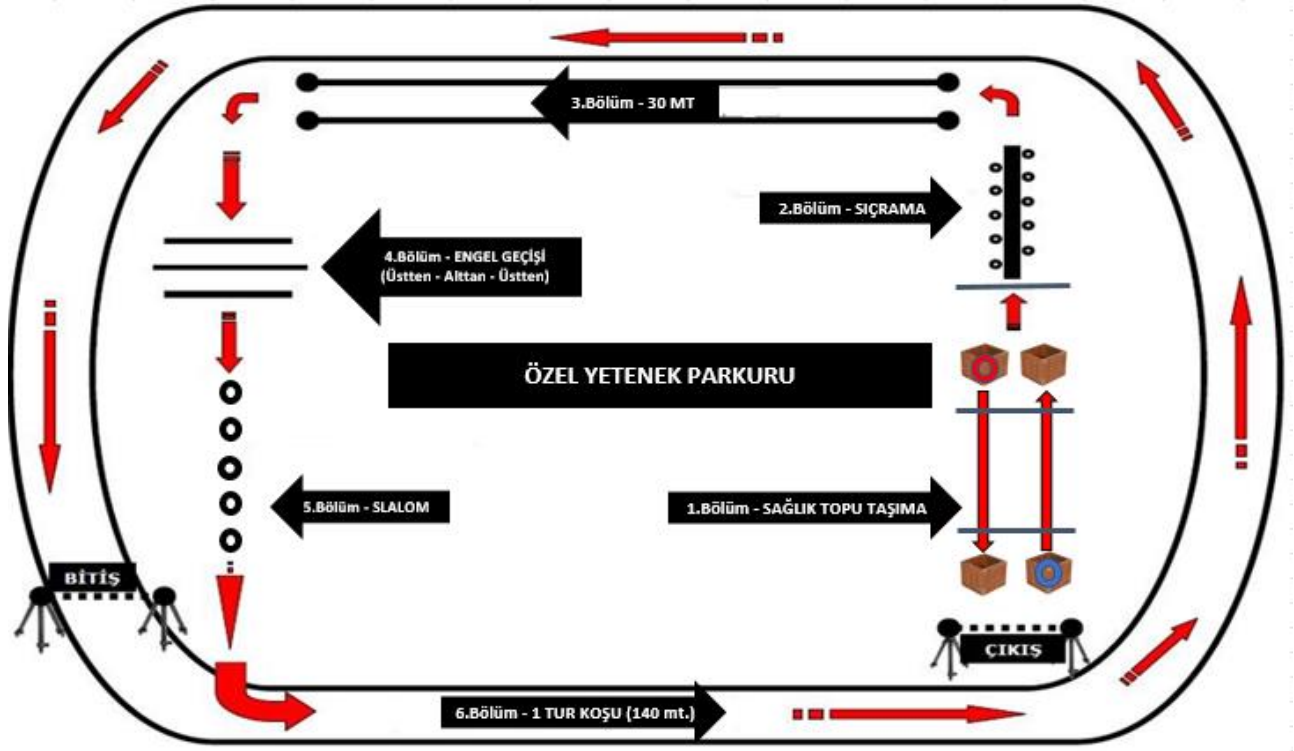 3.Bölüm - 30 MT
2.Bölüm - SIÇRAMA
4.Bölüm - ENGEL GEÇİŞİ
(Üstten - Alttan - Üstten)
ÖZEL YETENEK PARKURU
5.Bölüm - SLALOM
1.Bölüm - SAĞLIK TOPU TAŞIMA
BİTİŞ
ÇIKIŞ
6.Bölüm - 1 TUR KOŞU (140 mt.)